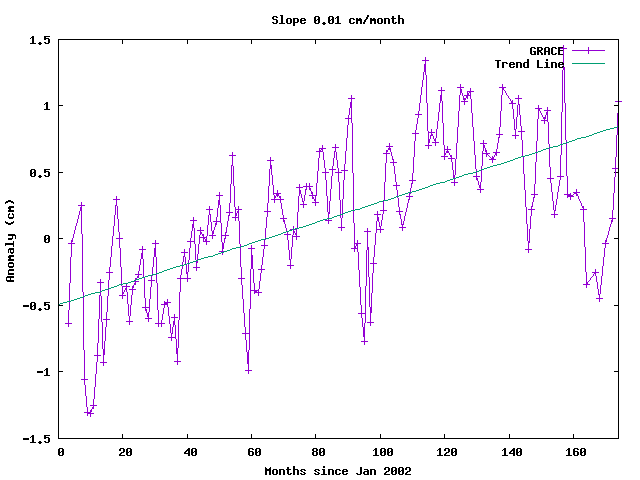 Slope 0.01 cm/month
GRACE
Trend Line
1.5
1
0.5
0
-0.5
-1
-1.5
Anomaly (cm)
0 20 40 60 80 100 120 140 160
Months since Jan 2002